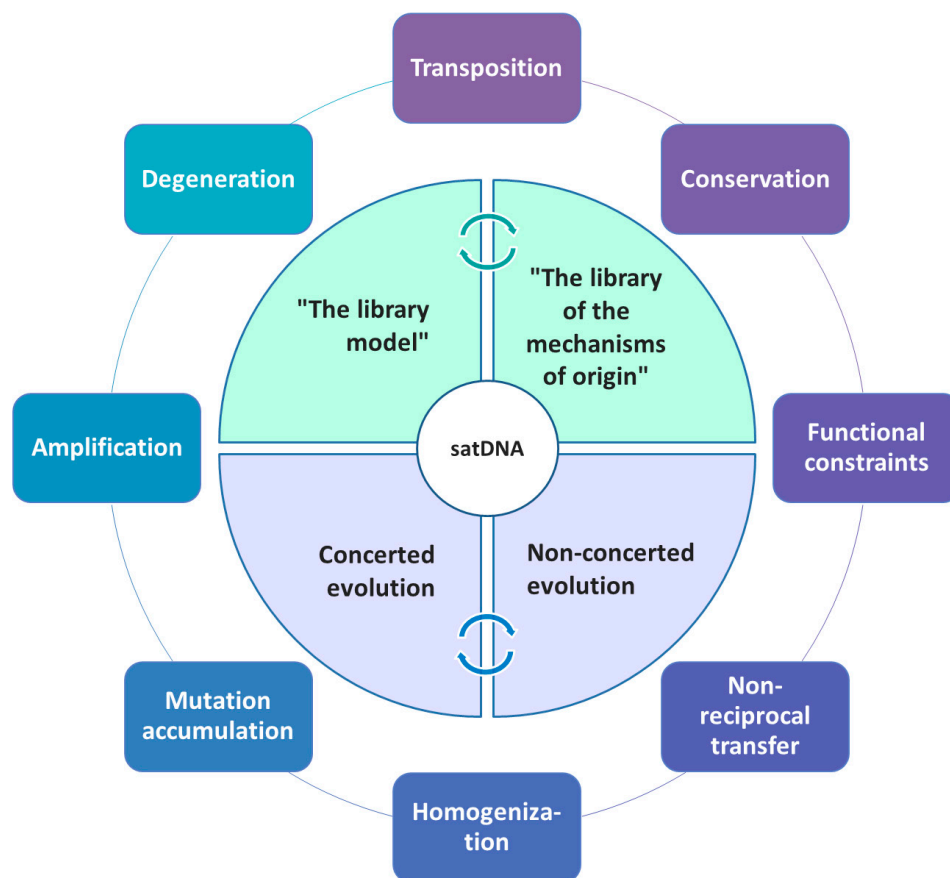 Transposition
Degeneration
Conservation
"The library
model"
"The library
of the
mechanisms
of origin"
Amplification
satDNA
Functional
constraints
Concerted
evolution
Non-concerted
evolution
Mutation
accumulation
Non-
reciprocal
transfer
Homogeniza-
tion